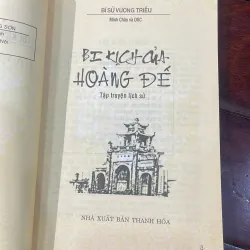 BÍ SỬ VƯƠNG TRIỀU
BI KỊCH CỦA
HOÀNG ĐẾ
Tập truyện lịch sử
NHÀ XUẤT BẢN THANH HÓA